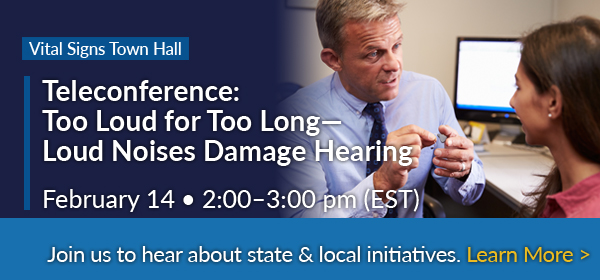 Vital Signs Town Hall
Teleconference:
Too Loud for Too Long—
Loud Noises Damage Hearing
February 14 • 2:00–3:00 pm (EST)
Join us to hear about state & local initiatives. Learn More >